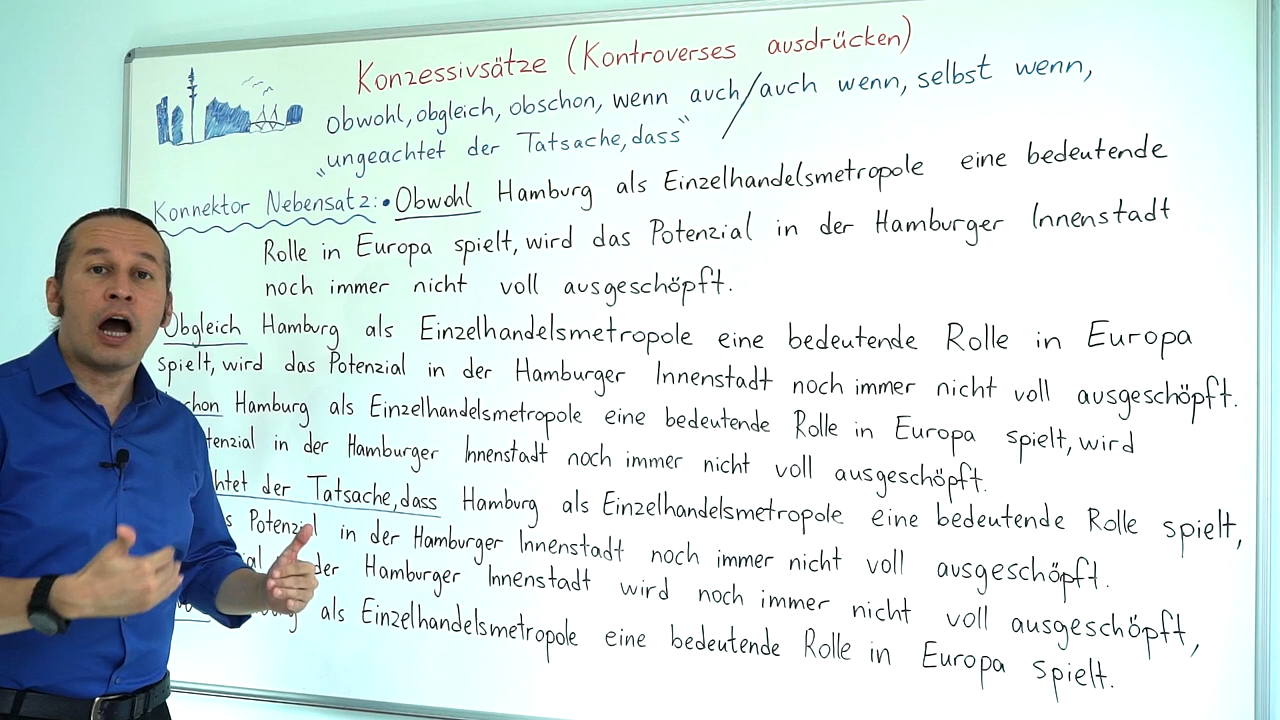 Konzessivsätze (Kontroverses ausdrücken)
obwohl, obgleich, obschon, wenn auch/auch wenn, selbst wenn,
"ungeachtet der Tatsache, dass"
Konnektor Nebensatz: • Obwohl Hamburg als Einzelhandelsmetropole eine bedeutende
Rolle in Europa spielt, wird das Potenzial in der Hamburger Innenstadt
noch immer nicht voll ausgeschöpft.
Obgleich Hamburg als Einzelhandelsmetropole eine bedeutende Rolle in Europa
spielt, wird das Potenzial in der Hamburger Innenstadt noch immer nicht voll ausgeschöpft.
Hamburg als Einzelhandelsmetropole eine bedeutende Rolle in Europa spielt, wird
in der Hamburger Innenstadt noch immer nicht voll ausgeschöpft.
der Tatsache, dass Hamburg als Einzelhandelsmetropole eine bedeutende Rolle spielt,
Potenzial in der Hamburger Innenstadt noch immer nicht voll ausgeschöpft.
der Hamburger Innenstadt wird noch immer nicht voll ausgeschöpft,
als Einzelhandelsmetropole eine bedeutende Rolle in Europa spielt.